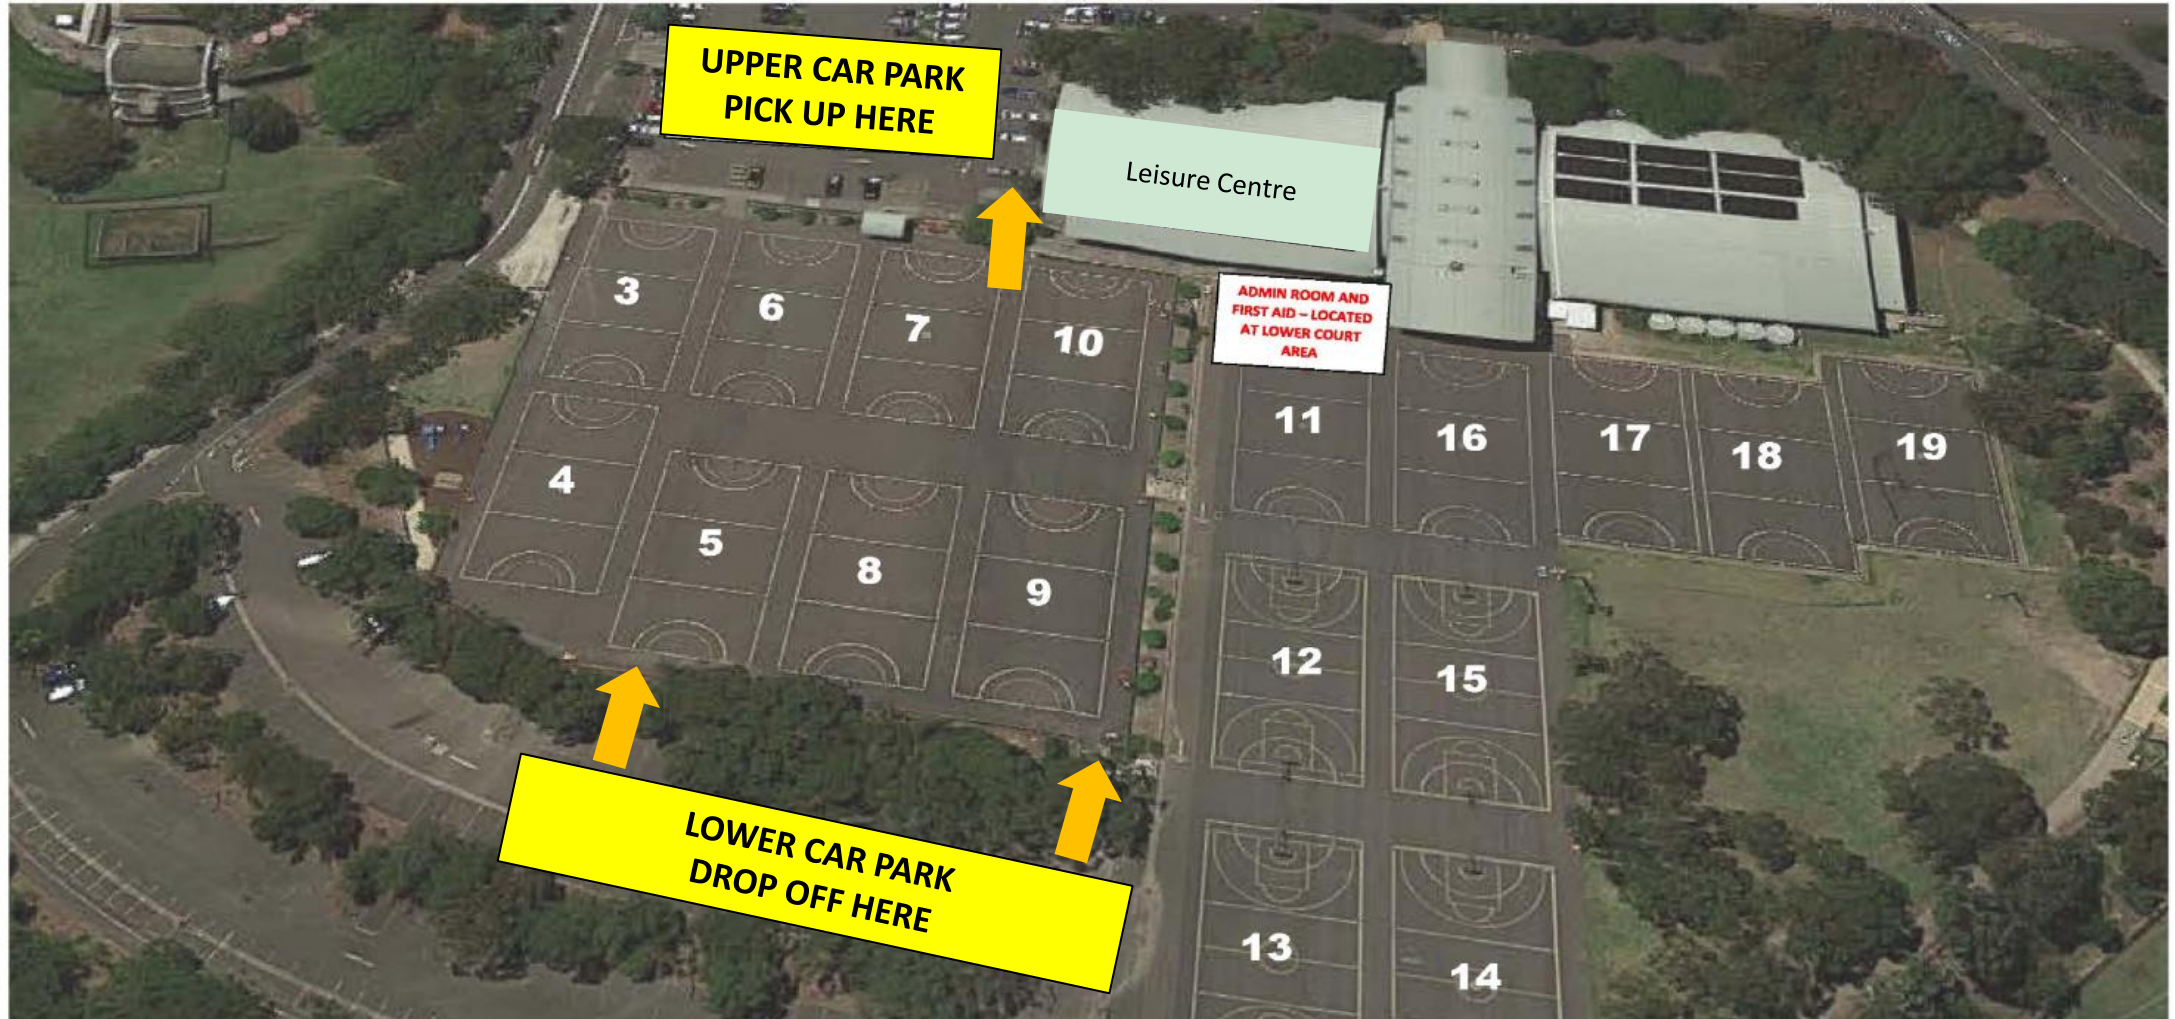 UPPER CAR PARK
PICK UP HERE
Leisure Centre
ADMIN ROOM AND
FIRST AID – LOCATED
AT LOWER COURT
AREA
3
6
7
10
11
16
17
18
19
4
5
8
9
12
15
LOWER CAR PARK
DROP OFF HERE
13
14